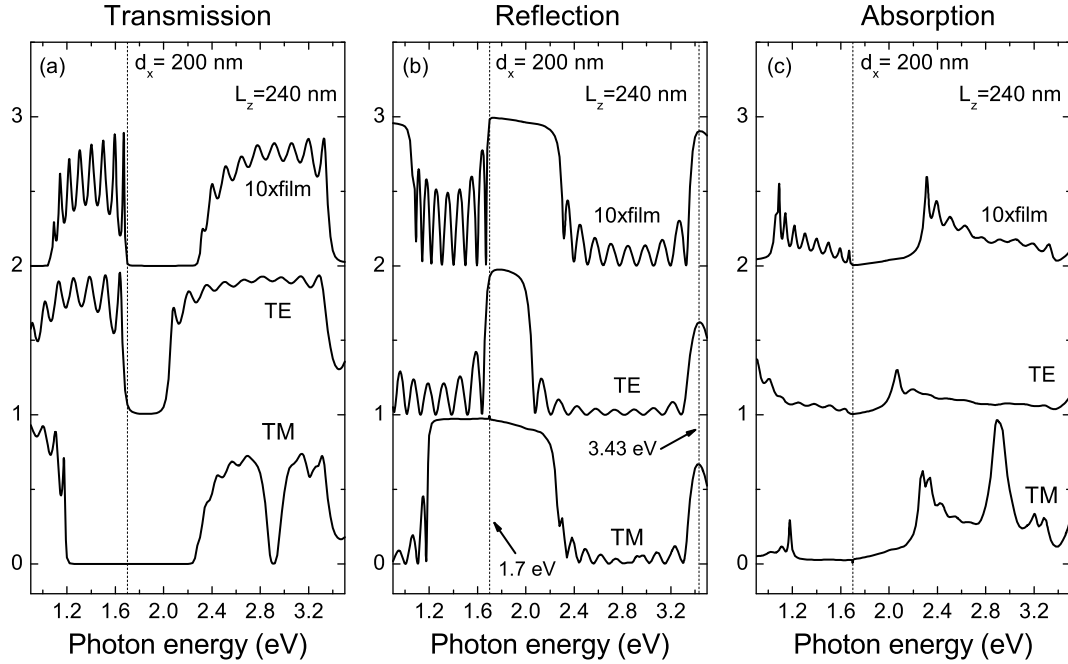 Transmission
Reflection
Absorption
(a)
d_x= 200 nm
L_z=240 nm
(b)
d_x= 200 nm
L_z=240 nm
(c)
d_x= 200 nm
L_z=240 nm
3
2
1
0
10xfilm
TE
TM
3
2
1
0
10xfilm
TE
3.43 eV
TM
1.7 eV
3
2
1
0
10xfilm
TE
TM
1.2 1.6 2.0 2.4 2.8 3.2
1.2 1.6 2.0 2.4 2.8 3.2
1.2 1.6 2.0 2.4 2.8 3.2
Photon energy (eV)
Photon energy (eV)
Photon energy (eV)